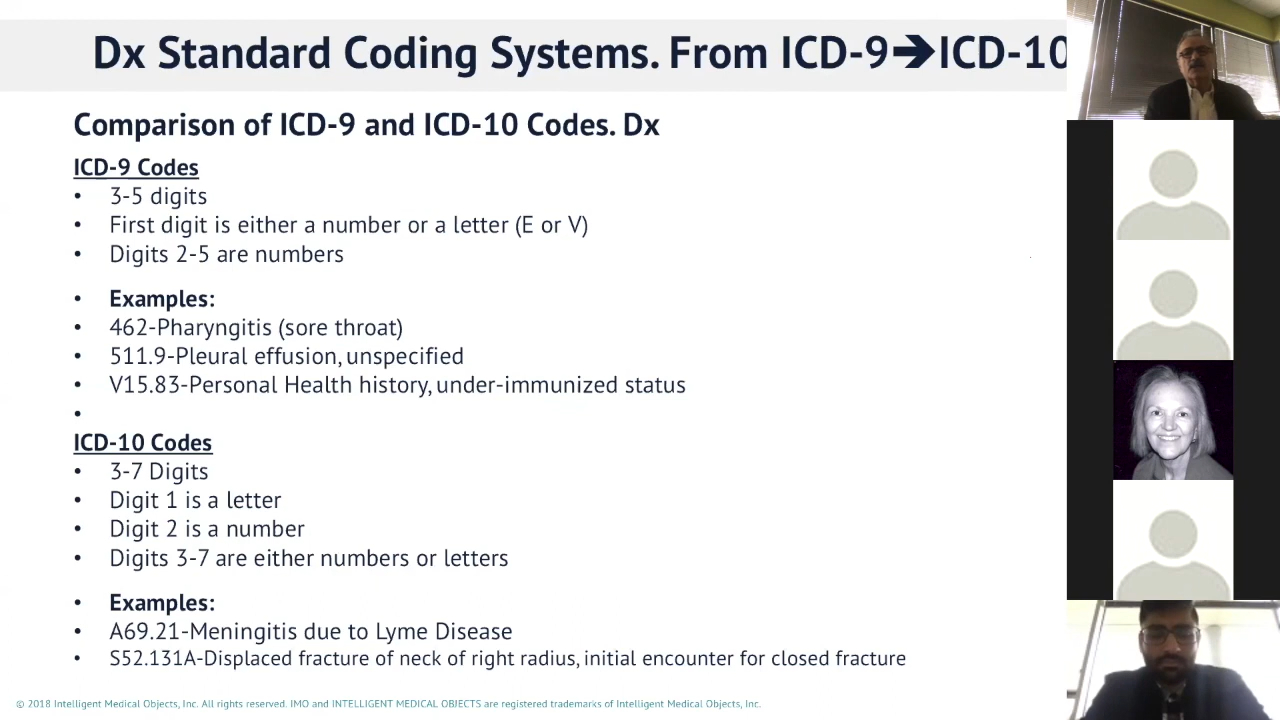 Dx Standard Coding Systems. From ICD-9➔ICD-10
Comparison of ICD-9 and ICD-10 Codes. Dx
ICD-9 Codes
• 3-5 digits
• First digit is either a number or a letter (E or V)
• Digits 2-5 are numbers
• Examples:
• 462-Pharyngitis (sore throat)
• 511.9-Pleural effusion, unspecified
• V15.83-Personal Health history, under-immunized status
•
ICD-10 Codes
• 3-7 Digits
• Digit 1 is a letter
• Digit 2 is a number
• Digits 3-7 are either numbers or letters
• Examples:
• A69.21-Meningitis due to Lyme Disease
• S52.131A-Displaced fracture of neck of right radius, initial encounter for closed fracture
© 2018 Intelligent Medical Objects, Inc. All rights reserved. IMO and INTELLIGENT MEDICAL OBJECTS are registered trademarks of Intelligent Medical Objects, Inc.